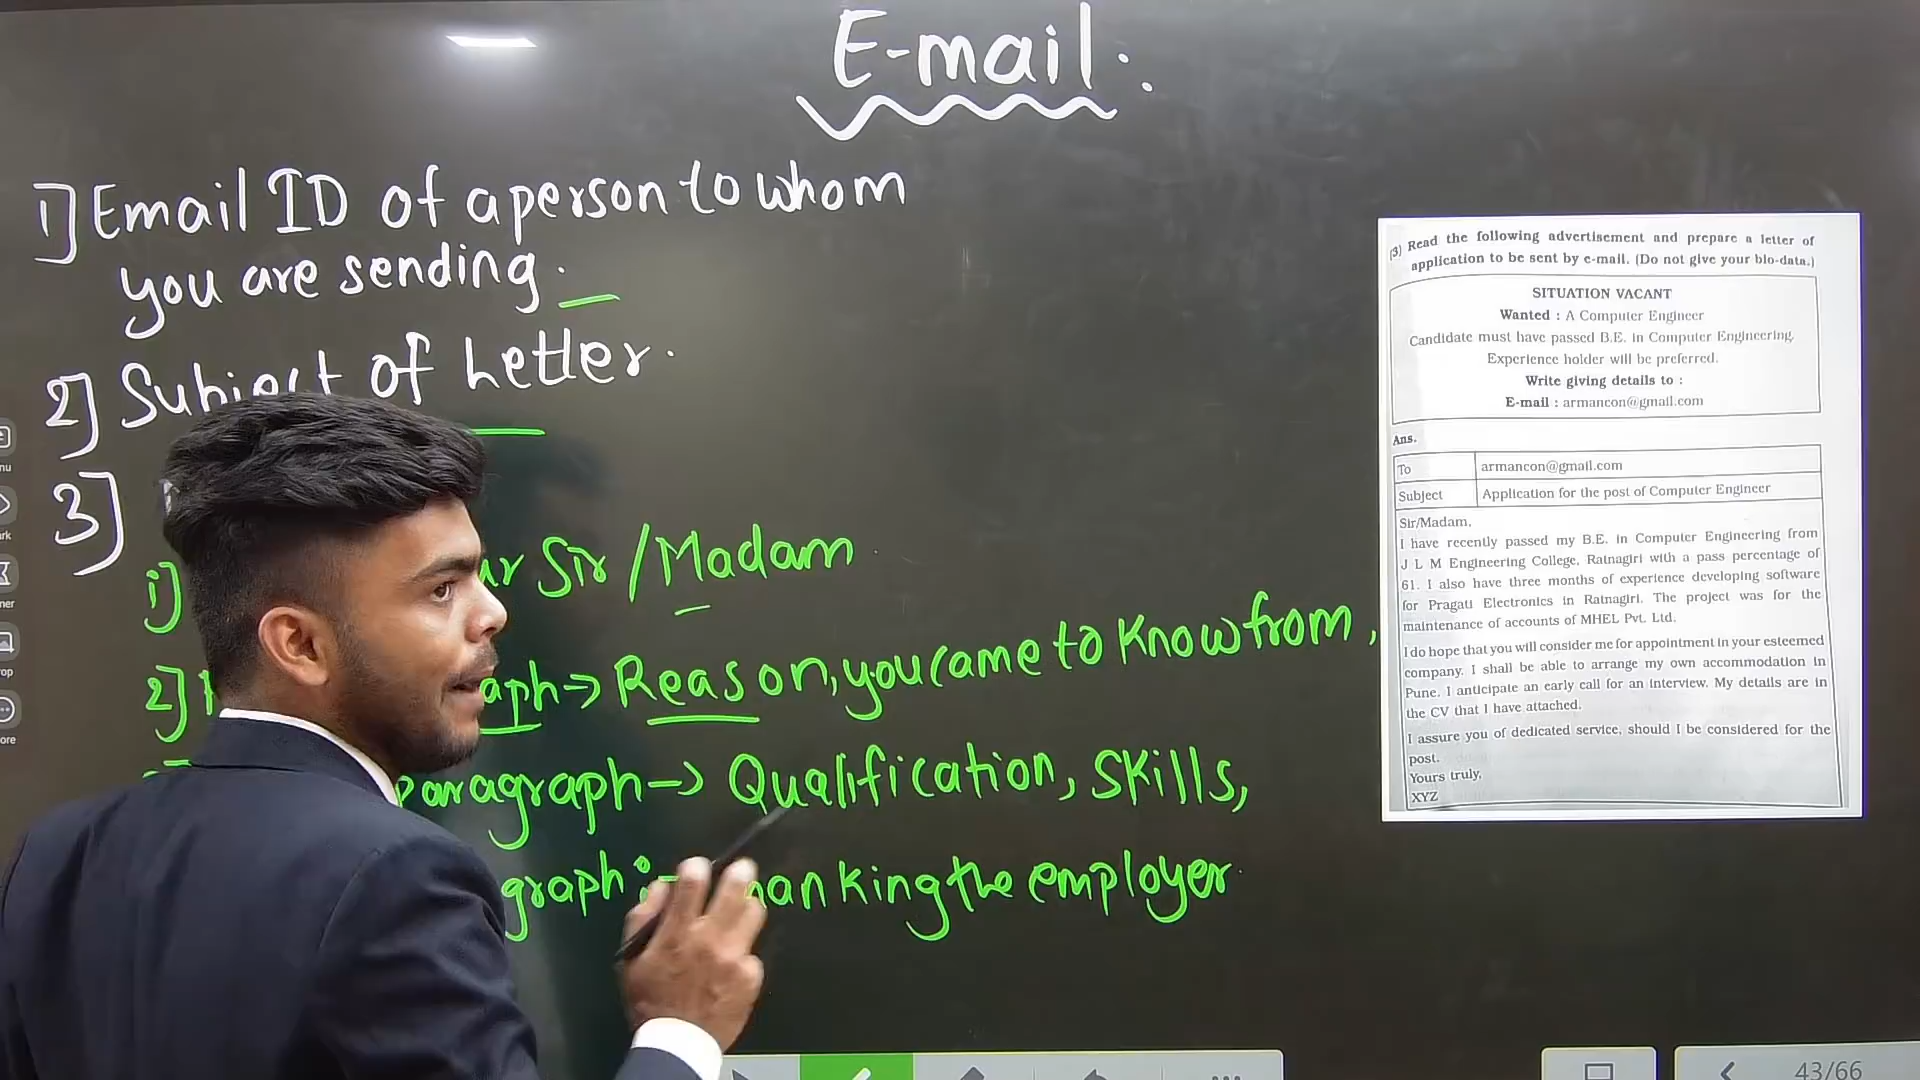 E-mail:
1] Email ID of a person to whom
you are sending.
2] Subject of Letter.
3]
1] Sir / Madam
2] Reason, you came to know from,
paragraph -> Qualification, skills,
the employer.
(3) Read the following advertisement and prepare a letter of
application to be sent by e-mail. (Do not give your bio-data.)
SITUATION VACANT
Wanted : A Computer Engineer
Candidate must have passed B.E. in Computer Engineering.
Experience holder will be preferred.
Write giving details to :
E-mail : armancon@gmail.com
Ans.
To armancon@gmail.com
Subject Application for the post of Computer Engineer
Sir/Madam,
I have recently passed my B.E. in Computer Engineering from
J L M Engineering College, Ratnagiri with a pass percentage of
61. I also have three months of experience developing software
for Pragati Electronics in Ratnagiri. The project was for the
maintenance of accounts of MHEL Pvt. Ltd.
I do hope that you will consider me for appointment in your esteemed
company. I shall be able to arrange my own accommodation in
Pune. I anticipate an early call for an interview. My details are in
the CV that I have attached.
I assure you of dedicated service, should I be considered for the
post.
Yours truly,
XYZ
43/66